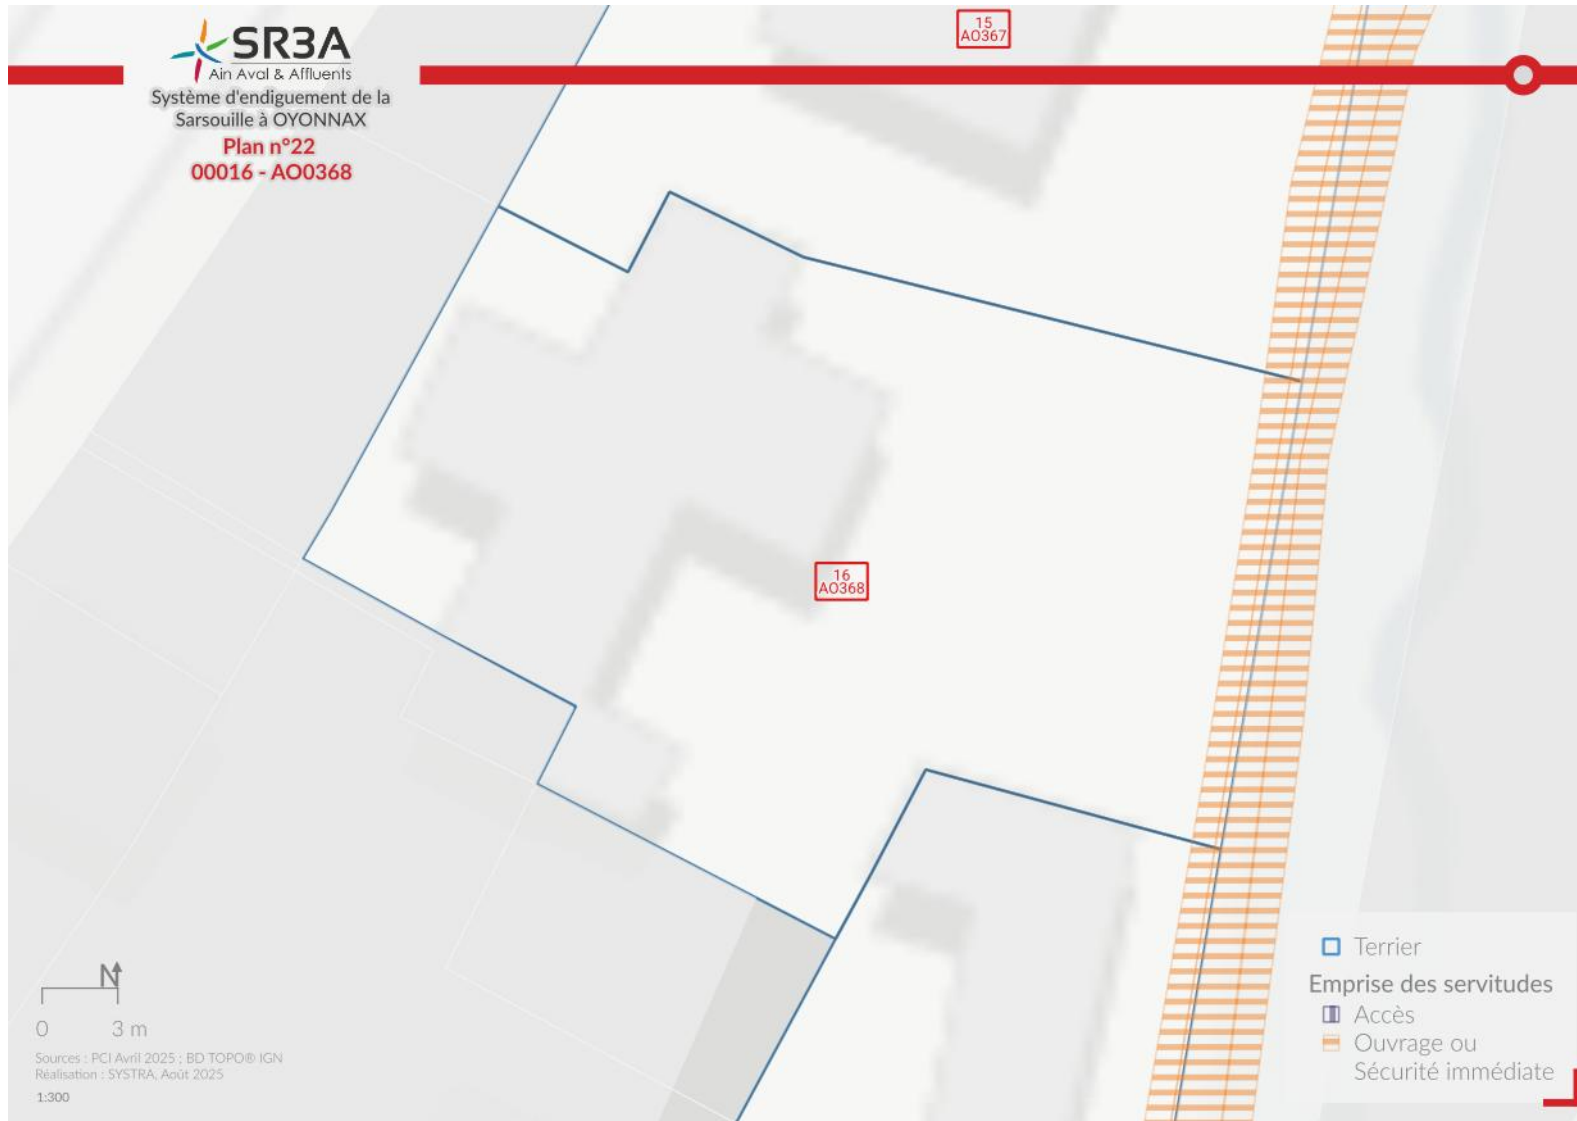 SR3A
Ain Aval & Affluents
Système d'endiguement de la
Sarsouille à OYONNAX
Plan n°22
00016 - AO0368
15
AO367
16
AO368
N
0 3 m
Sources : PCI Avril 2025 ; BD TOPO® IGN
Réalisation : SYSTRA, Août 2025
1:300
Terrier
Emprise des servitudes
Accès
Ouvrage ou
Sécurité immédiate